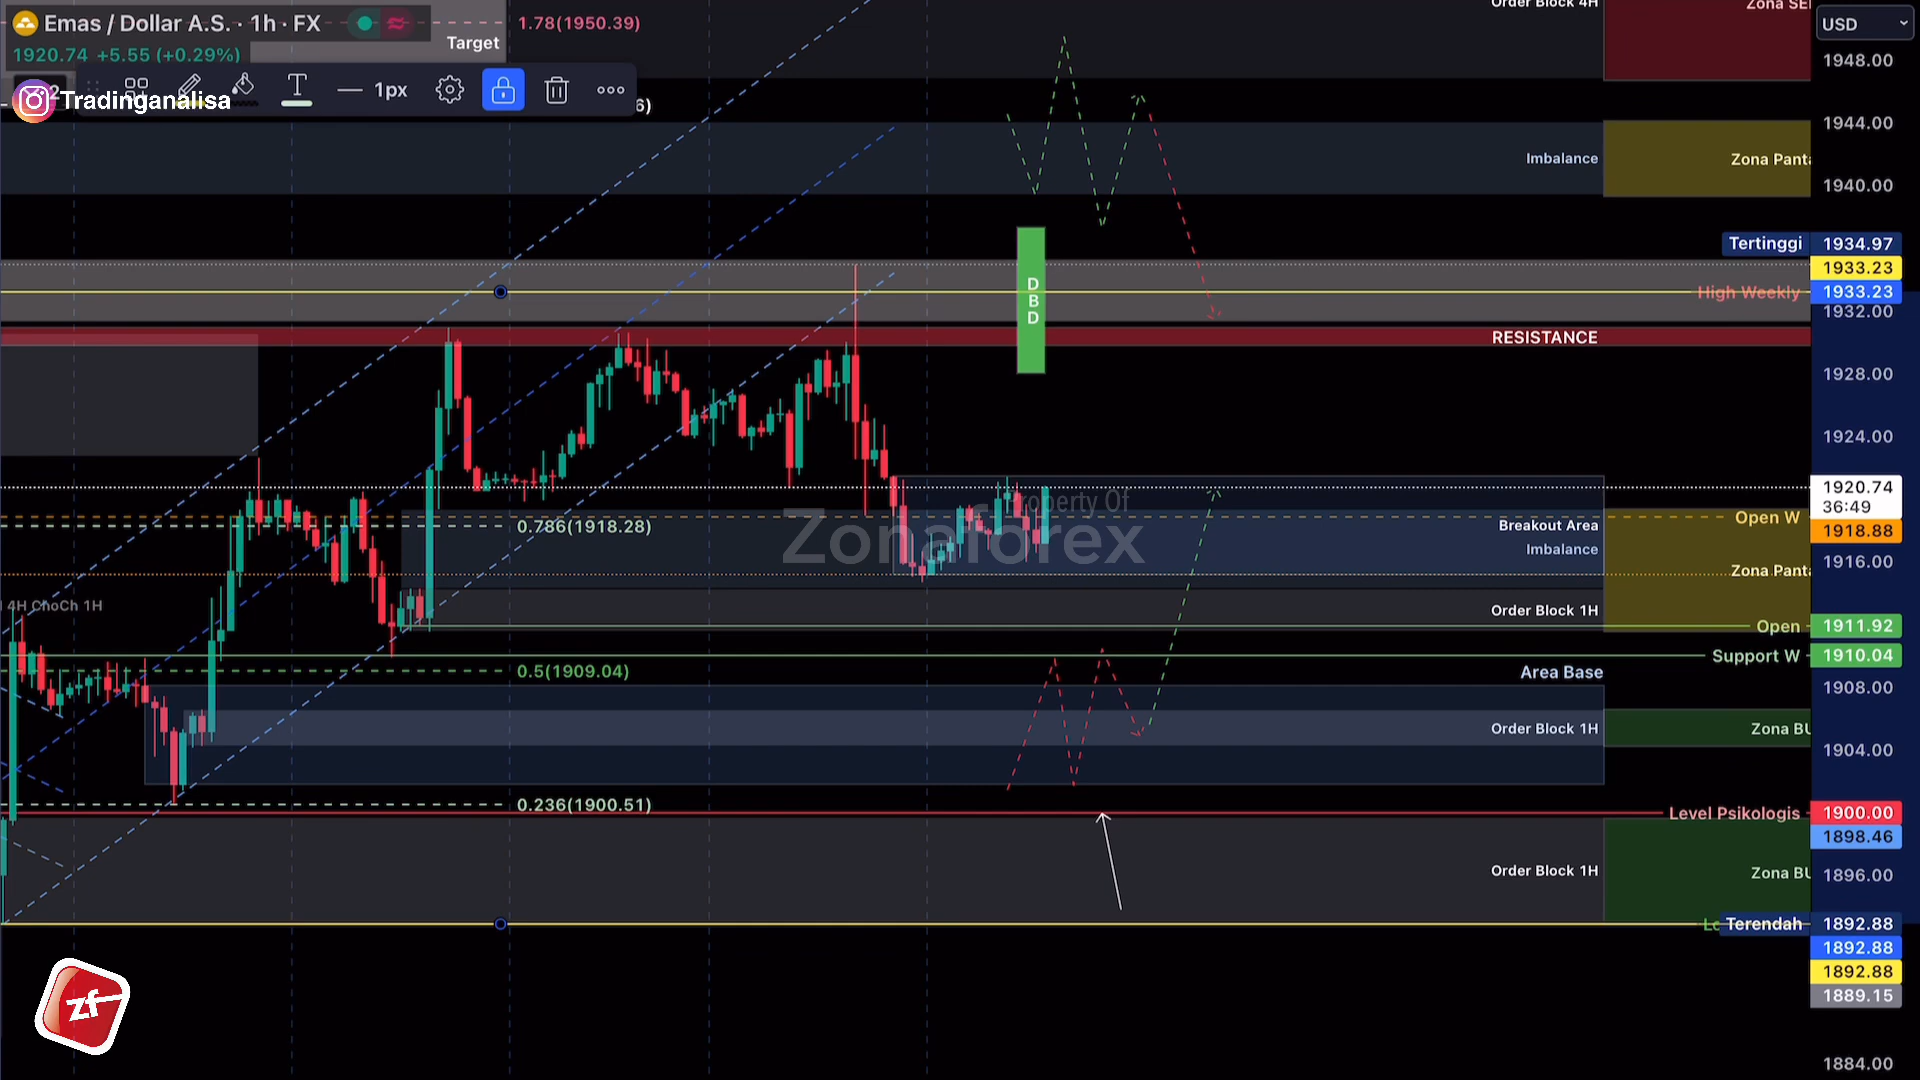 Emas / Dollar A.S. · 1h · FX
1920.74 +5.55 (+0.29%)
Tradinganalisa
T
1px
Target
1.78(1950.39)
6)
Order Block 4H
Zona SE
USD
1948.00
1944.00
Imbalance
Zona Panta
1940.00
Tertinggi 1934.97
1933.23
High Weekly 1933.23
1932.00
DBD
RESISTANCE
1928.00
1924.00
1920.74
36:49
Open W
1918.88
0.786(1918.28)
Property Of
Zonaforex
Breakout Area
Imbalance
1916.00
Zona Panta
4H ChoCh 1H
Order Block 1H
Open 1911.92
Support W 1910.04
0.5(1909.04)
Area Base
1908.00
Order Block 1H
Zona BU
1904.00
0.236(1900.51)
Level Psikologis 1900.00
1898.46
Order Block 1H
Zona BU
1896.00
Lo
Terendah 1892.88
1892.88
1892.88
1889.15
zf
1884.00